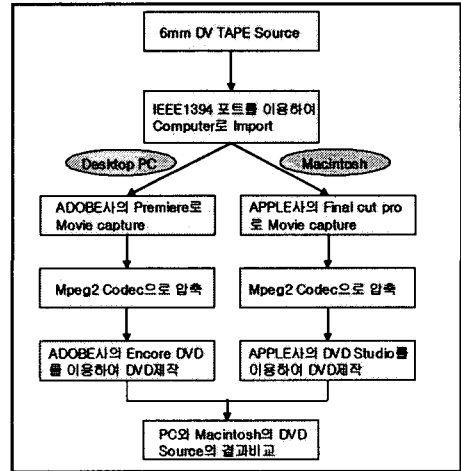 6mm DV TAPE Source
IEEE1394 포트를 이용하여
Computer로 Import
Desktop PC
Macintosh
ADOBE사의 Premiere로
Movie capture
APPLE사의 Final cut pro
로 Movie capture
Mpeg2 Codec으로 압축
Mpeg2 Codec으로 압축
ADOBE사의 Encore DVD
를 이용하여 DVD제작
APPLE사의 DVD Studio를
이용하여 DVD제작
PC와 Macintosh의 DVD
Source의 결과비교